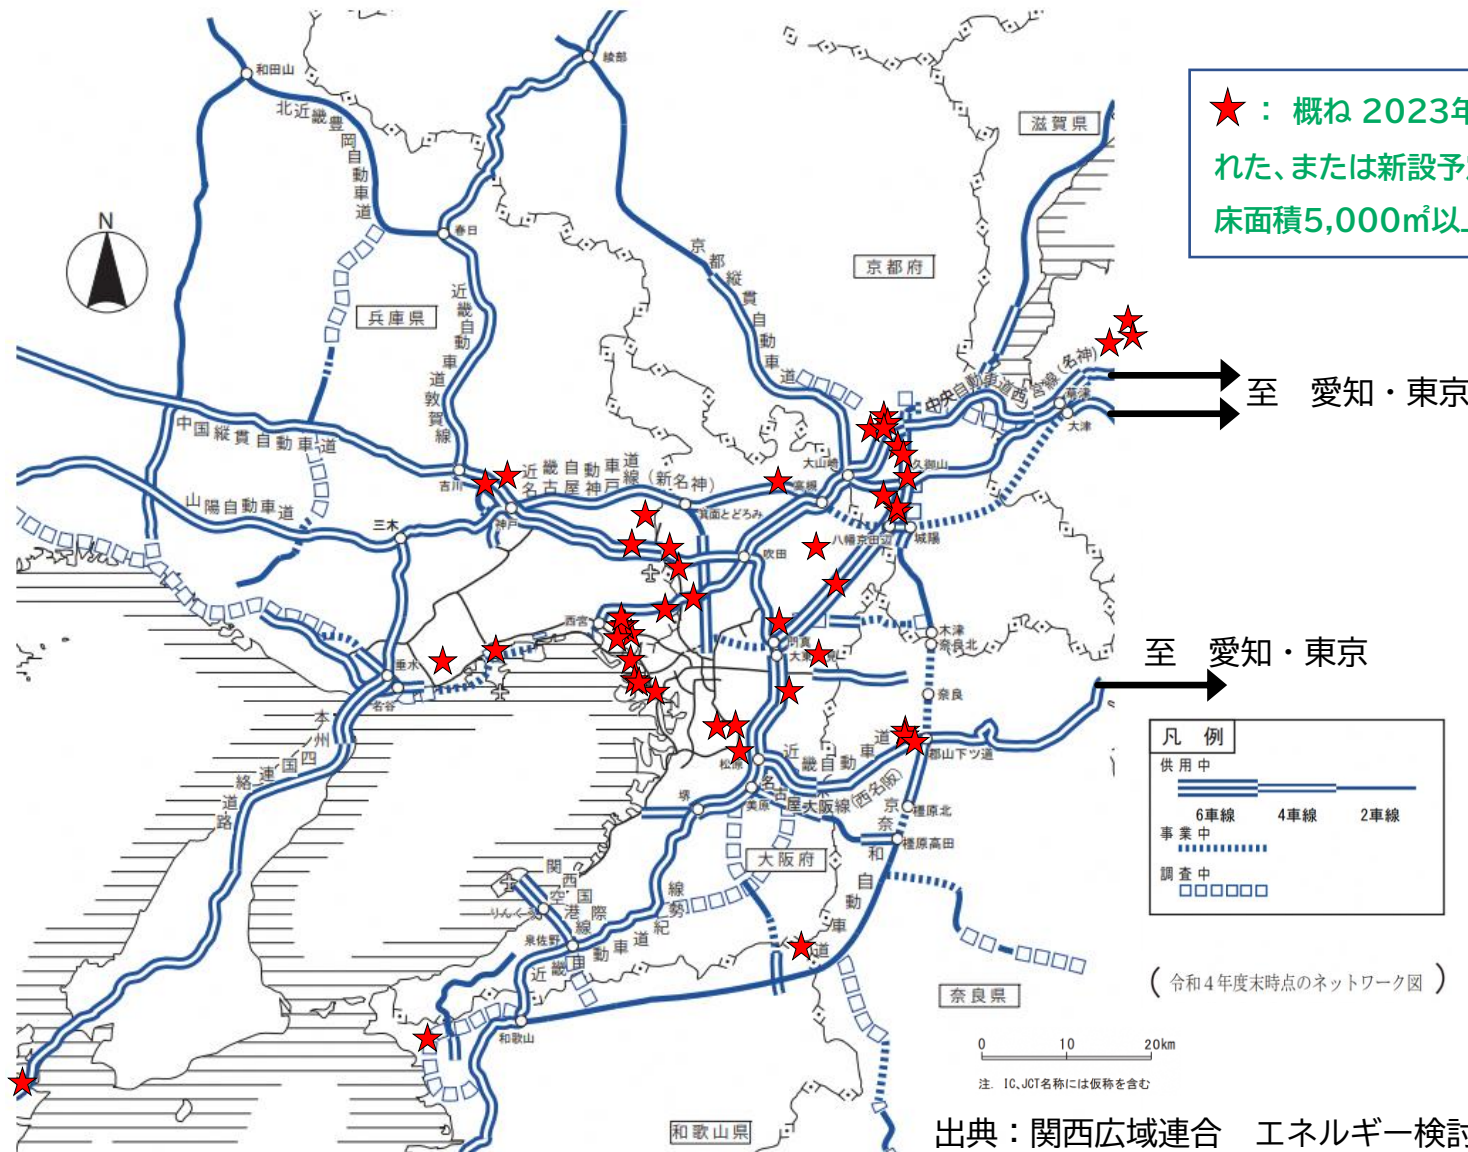 和田山
綾部
北近畿豊岡自動車道
滋賀県
★ : 概ね 2023年
れた、または新設予定
床面積5,000㎡以上
N
春日
京都府
京都縦貫自動車道
兵庫県
近畿自動車道敦賀線
至 愛知・東京
中央自動車道西宮線(名神)
草津
大津
中国縦貫自動車道
大山崎
久御山
吉川
近畿自動車道
名古屋神戸線(新名神)
高槻
山陽自動車道
神戸
箕面とどろみ
三木
吹田
八幡京田辺
城陽
西宮
門真
木津
奈良北
大東鶴見
至 愛知・東京
垂水
名谷
奈良
本州四国連絡道路
近畿自動車道
名古屋大阪線(西名阪)
郡山下ツ道
松原
美原
堺
橿原北
橿原高田
京奈和自動車道
大阪府
関西空港線
国際
りんくう
泉佐野
近畿自動車道紀勢線
和歌山
奈良県
和歌山県
凡 例
供用中
6車線 4車線 2車線
事業中
調査中
(令和4年度末時点のネットワーク図)
0 10 20km
注. IC、JCT名称には仮称を含む
出典:関西広域連合 エネルギー検討